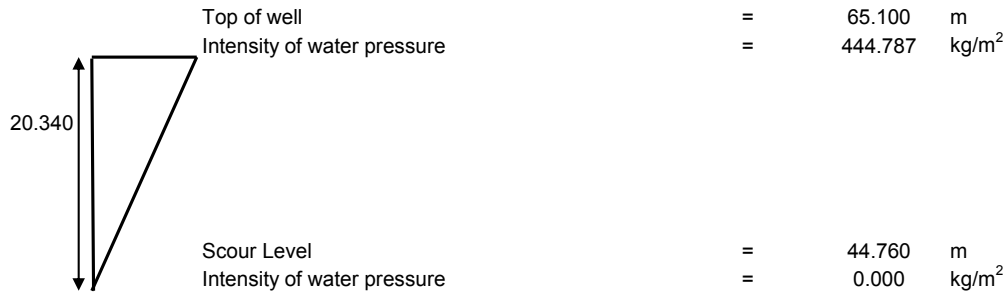 Top of well = 65.100 m
Intensity of water pressure = 444.787 kg/m²
20.340
Scour Level = 44.760 m
Intensity of water pressure = 0.000 kg/m²